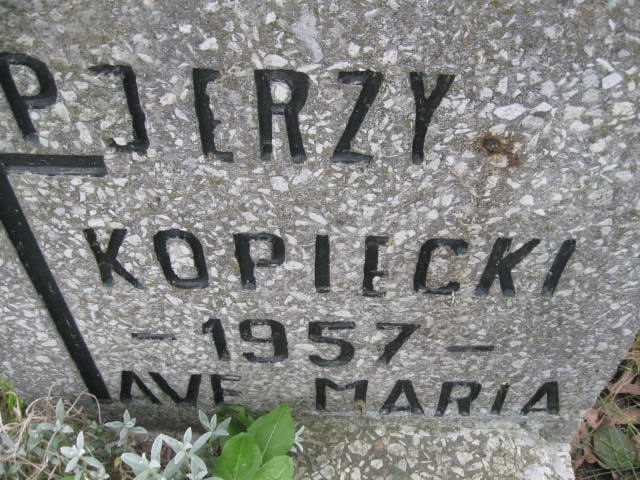 P JERZY
KOPIECKI
- 1957 -
AVE MARIA